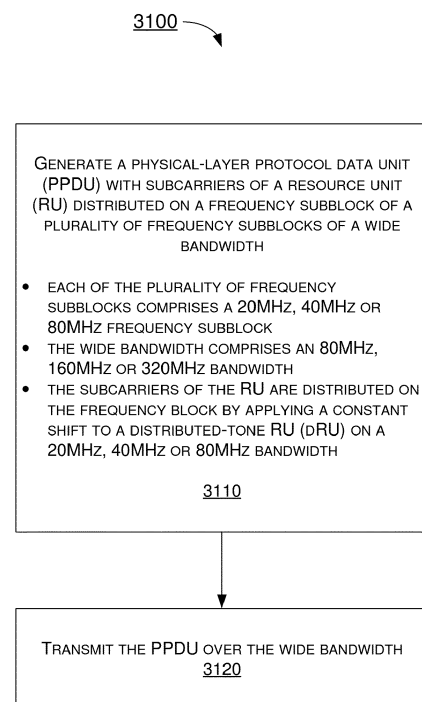 3100
GENERATE A PHYSICAL-LAYER PROTOCOL DATA UNIT
(PPDU) WITH SUBCARRIERS OF A RESOURCE UNIT
(RU) DISTRIBUTED ON A FREQUENCY SUBBLOCK OF A
PLURALITY OF FREQUENCY SUBBLOCKS OF A WIDE
BANDWIDTH
• EACH OF THE PLURALITY OF FREQUENCY
SUBBLOCKS COMPRISES A 20MHZ, 40MHZ OR
80MHZ FREQUENCY SUBBLOCK
• THE WIDE BANDWIDTH COMPRISES AN 80MHZ,
160MHZ OR 320MHZ BANDWIDTH
• THE SUBCARRIERS OF THE RU ARE DISTRIBUTED ON
THE FREQUENCY BLOCK BY APPLYING A CONSTANT
SHIFT TO A DISTRIBUTED-TONE RU (DRU) ON A
20MHZ, 40MHZ OR 80MHZ BANDWIDTH
3110
TRANSMIT THE PPDU OVER THE WIDE BANDWIDTH
3120